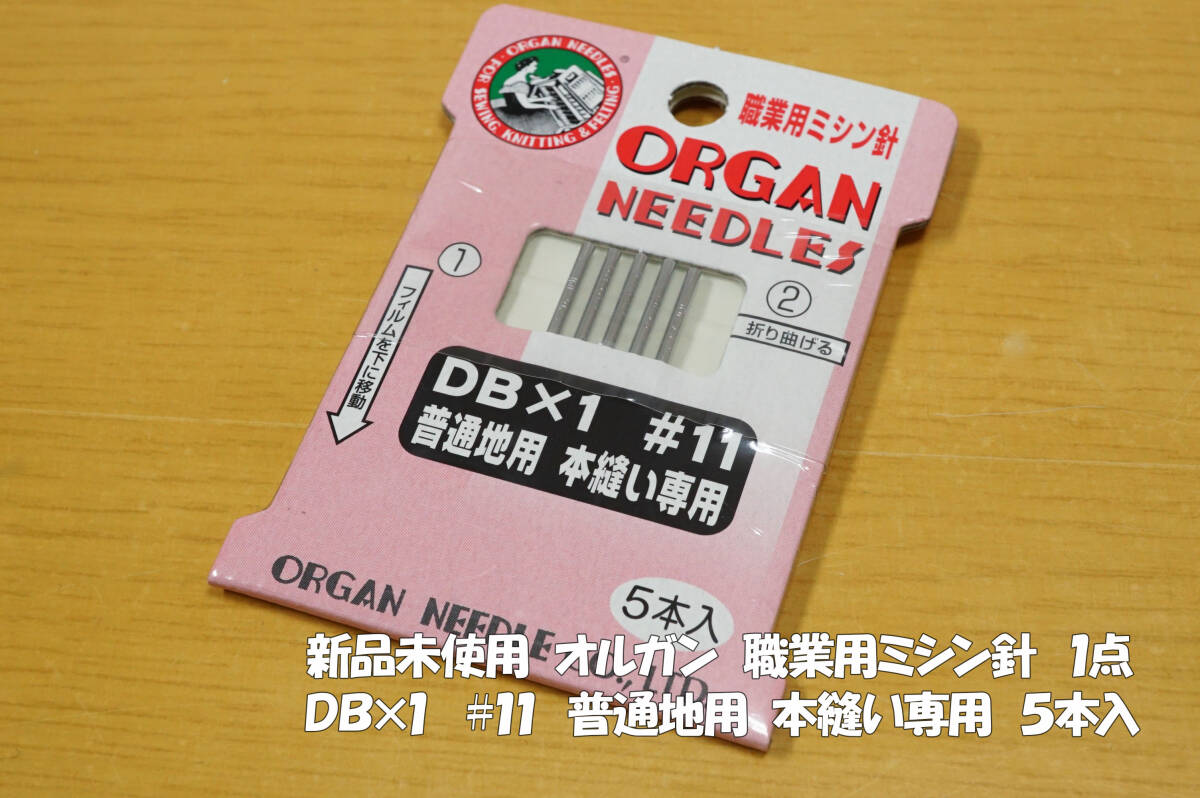 ・ORGAN NEEDLES・
FOR SEWING, KNITTING & FELTING
®
職業用ミシン針
ORGAN
NEEDLES
①
フィルムを下に移動
②
折り曲げる
DB×1 #11
普通地用 本縫い専用
5本入
ORGAN NEEDLE CO., LTD.
新品未使用 オルガン 職業用ミシン針 1点
DB×1 #11 普通地用 本縫い専用 5本入